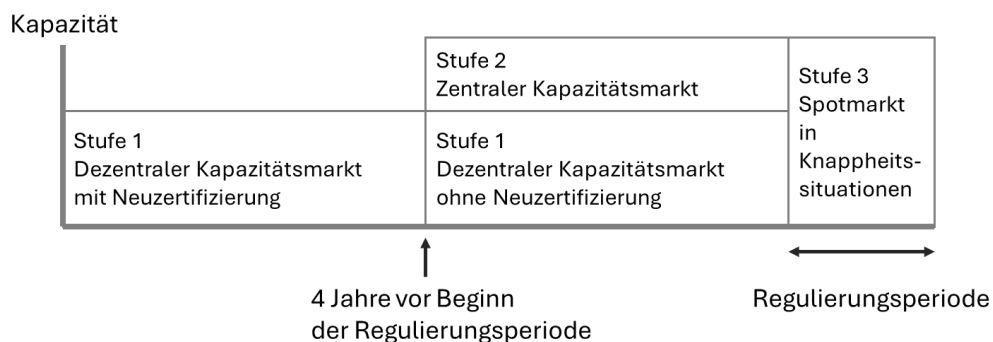 Kapazität
Stufe 2
Zentraler Kapazitätsmarkt
Stufe 3
Spotmarkt
in
Knappheits-
situationen
Stufe 1
Dezentraler Kapazitätsmarkt
mit Neuzertifizierung
Stufe 1
Dezentraler Kapazitätsmarkt
ohne Neuzertifizierung
4 Jahre vor Beginn
der Regulierungsperiode
Regulierungsperiode